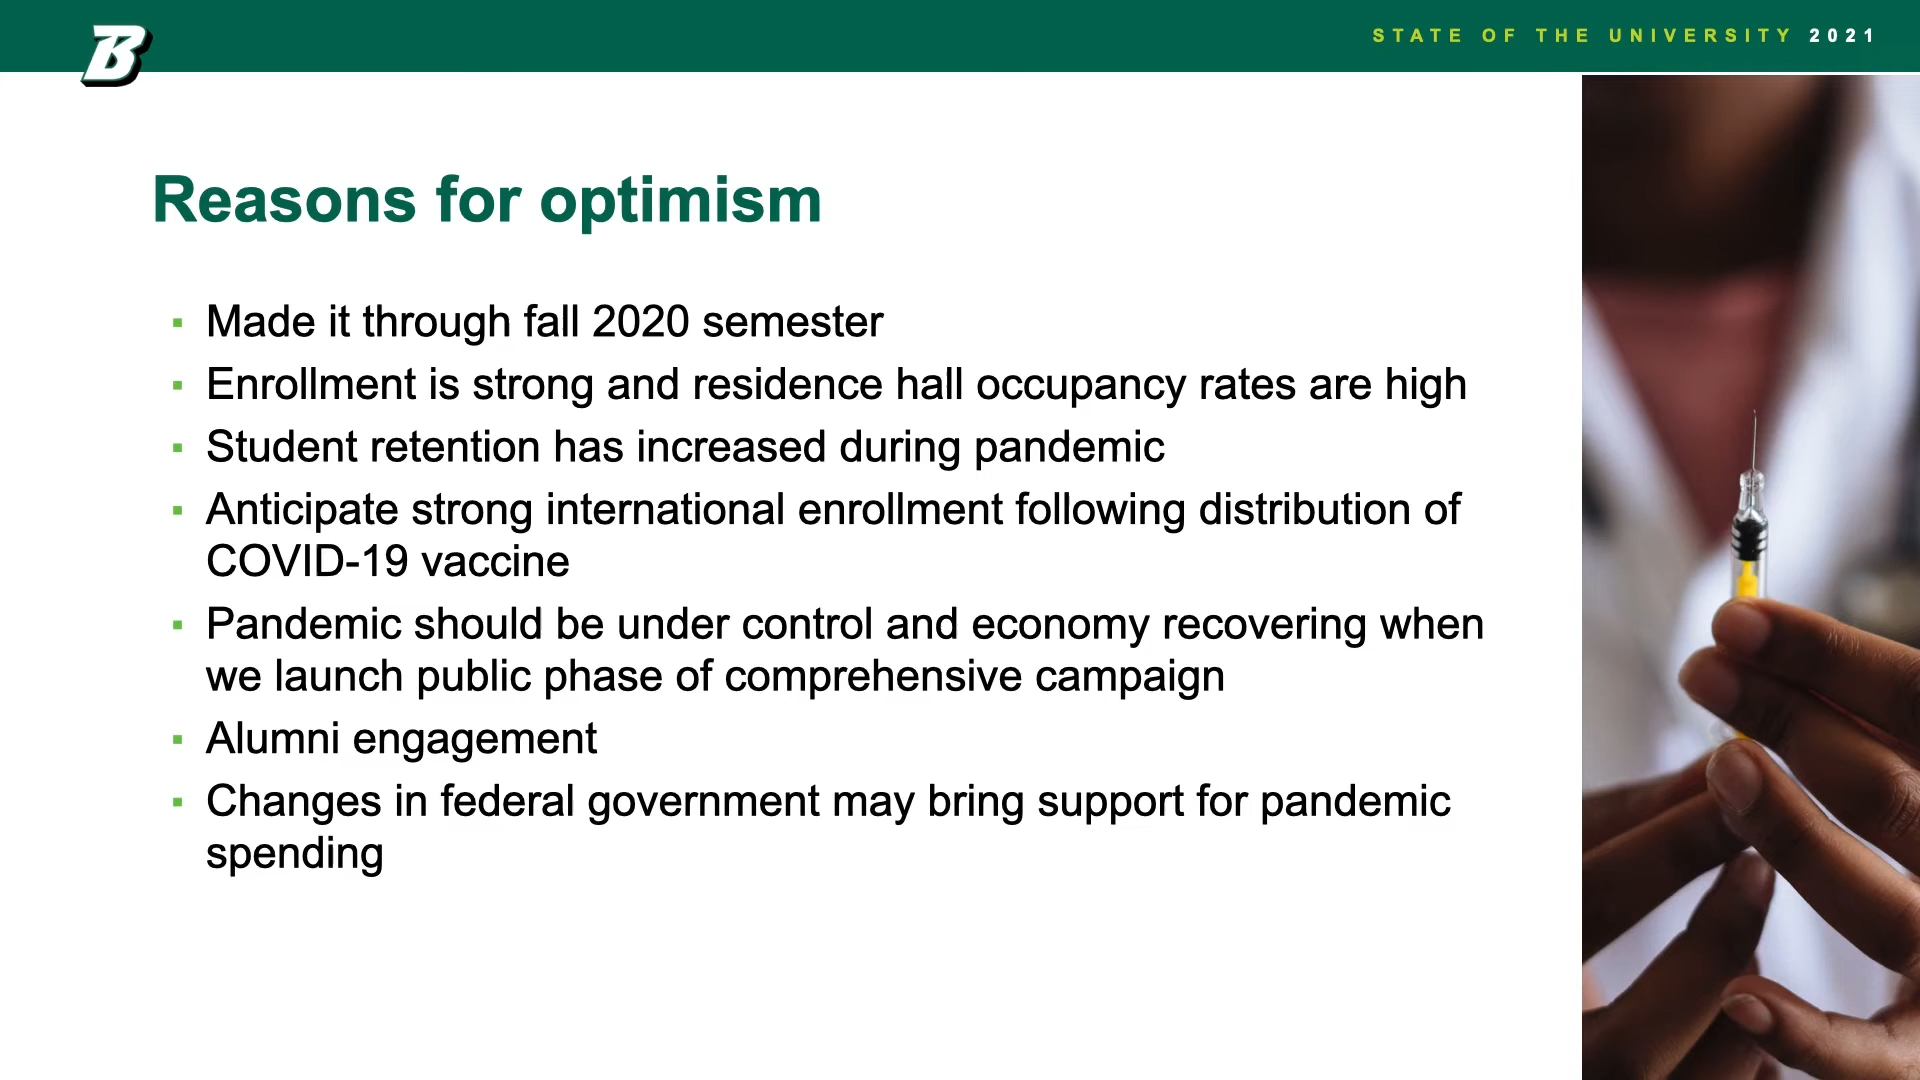 B
STATE OF THE UNIVERSITY 2021
Reasons for optimism
▪ Made it through fall 2020 semester
▪ Enrollment is strong and residence hall occupancy rates are high
▪ Student retention has increased during pandemic
▪ Anticipate strong international enrollment following distribution of
COVID-19 vaccine
▪ Pandemic should be under control and economy recovering when
we launch public phase of comprehensive campaign
▪ Alumni engagement
▪ Changes in federal government may bring support for pandemic
spending